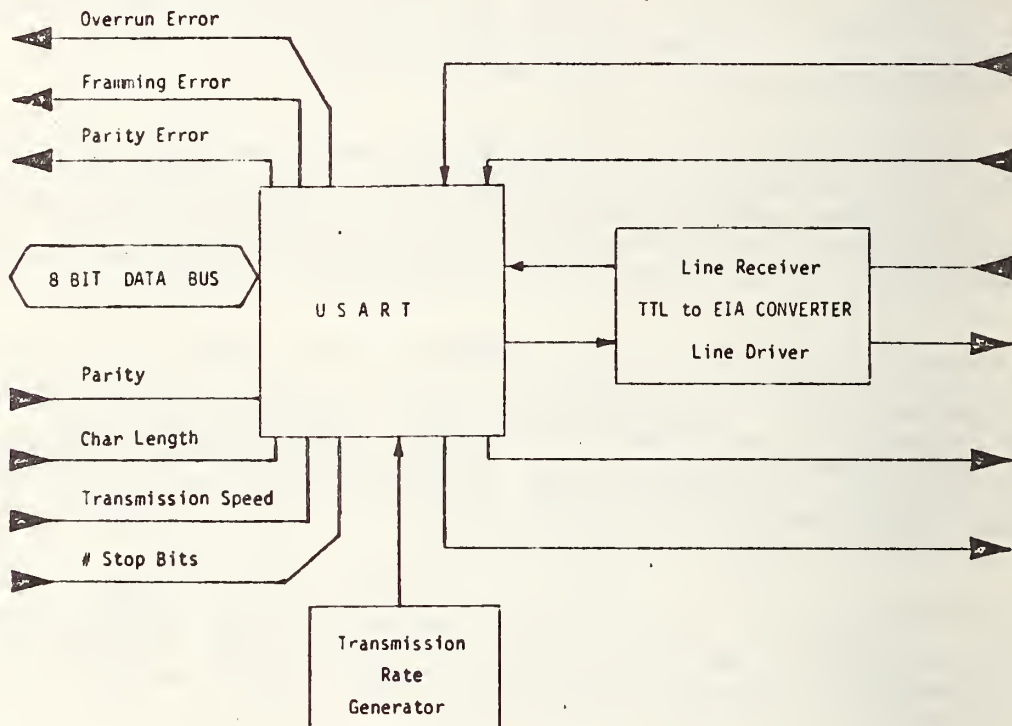 Overrun Error
Framming Error
Parity Error
8 BIT DATA BUS
U S A R T
Line Receiver
TTL to EIA CONVERTER
Line Driver
Parity
Char Length
Transmission Speed
# Stop Bits
Transmission
Rate
Generator